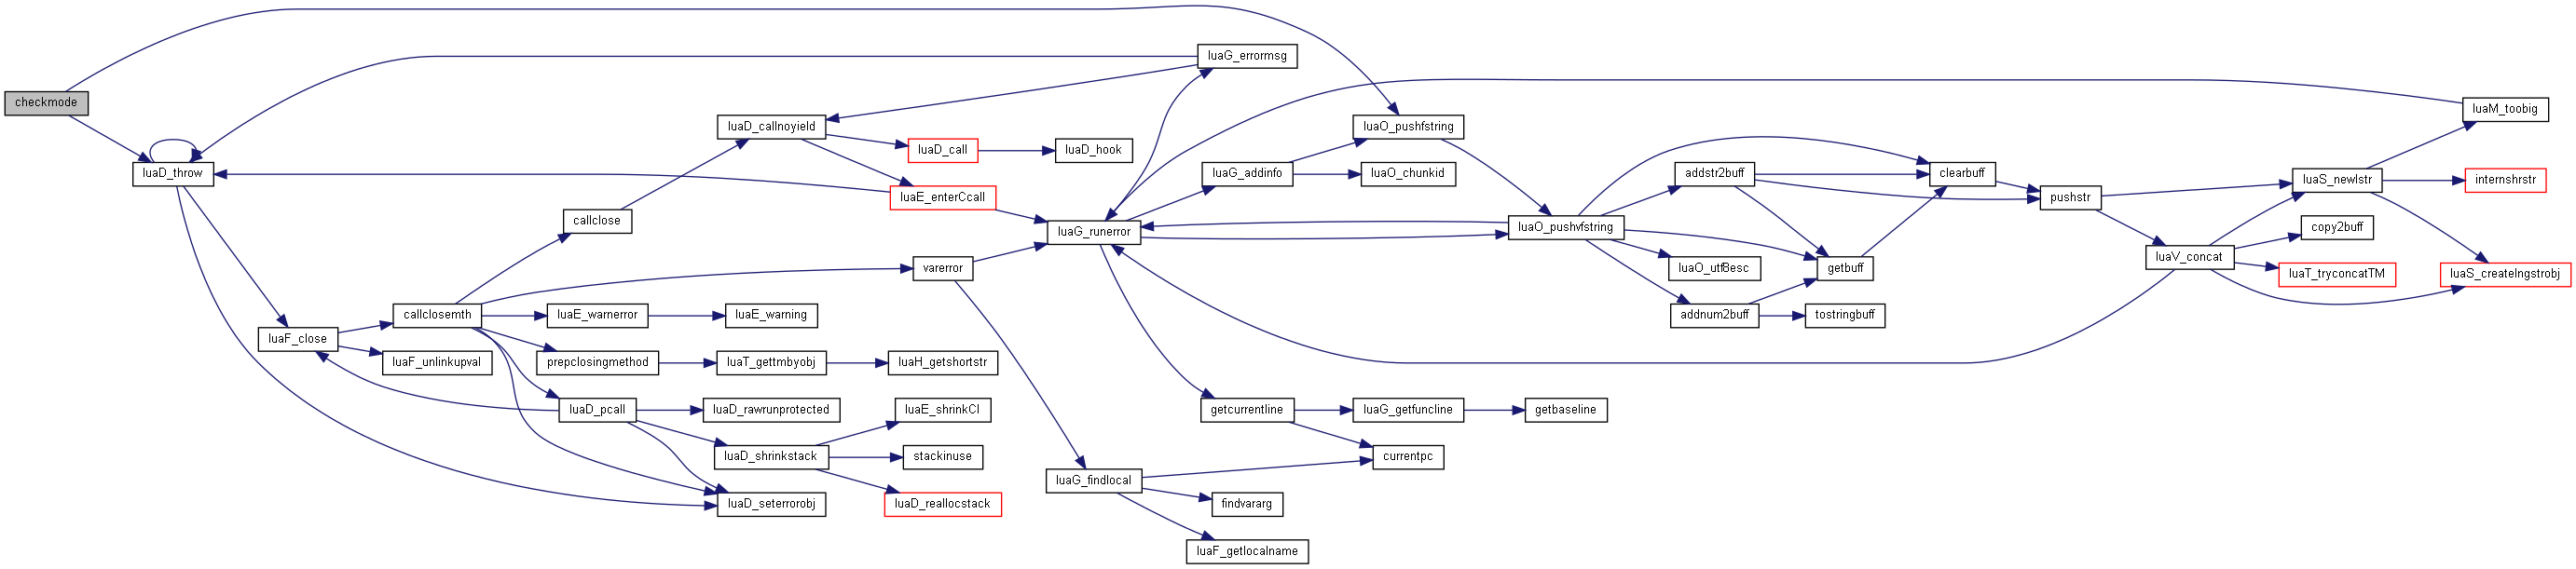 checkmode
luaD_throw
luaF_close
callclosemth
luaF_unlinkupval
callclose
luaE_warnerror
prepclosingmethod
luaD_pcall
luaD_callnoyield
luaE_warning
luaT_gettmbyobj
luaD_rawrunprotected
luaD_shrinkstack
luaD_seterrorobj
luaD_call
luaE_enterCcall
varerror
luaH_getshortstr
luaE_shrinkCI
stackinuse
luaD_reallocstack
luaD_hook
luaG_runerror
luaG_findlocal
luaG_errormsg
luaG_addinfo
getcurrentline
findvararg
luaF_getlocalname
luaO_pushfstring
luaO_chunkid
luaG_getfuncline
currentpc
luaO_pushvfstring
getbaseline
addstr2buff
luaO_utf8esc
addnum2buff
getbuff
tostringbuff
clearbuff
pushstr
luaV_concat
luaS_newlstr
copy2buff
luaT_tryconcatTM
luaM_toobig
internshrstr
luaS_createlngstrobj